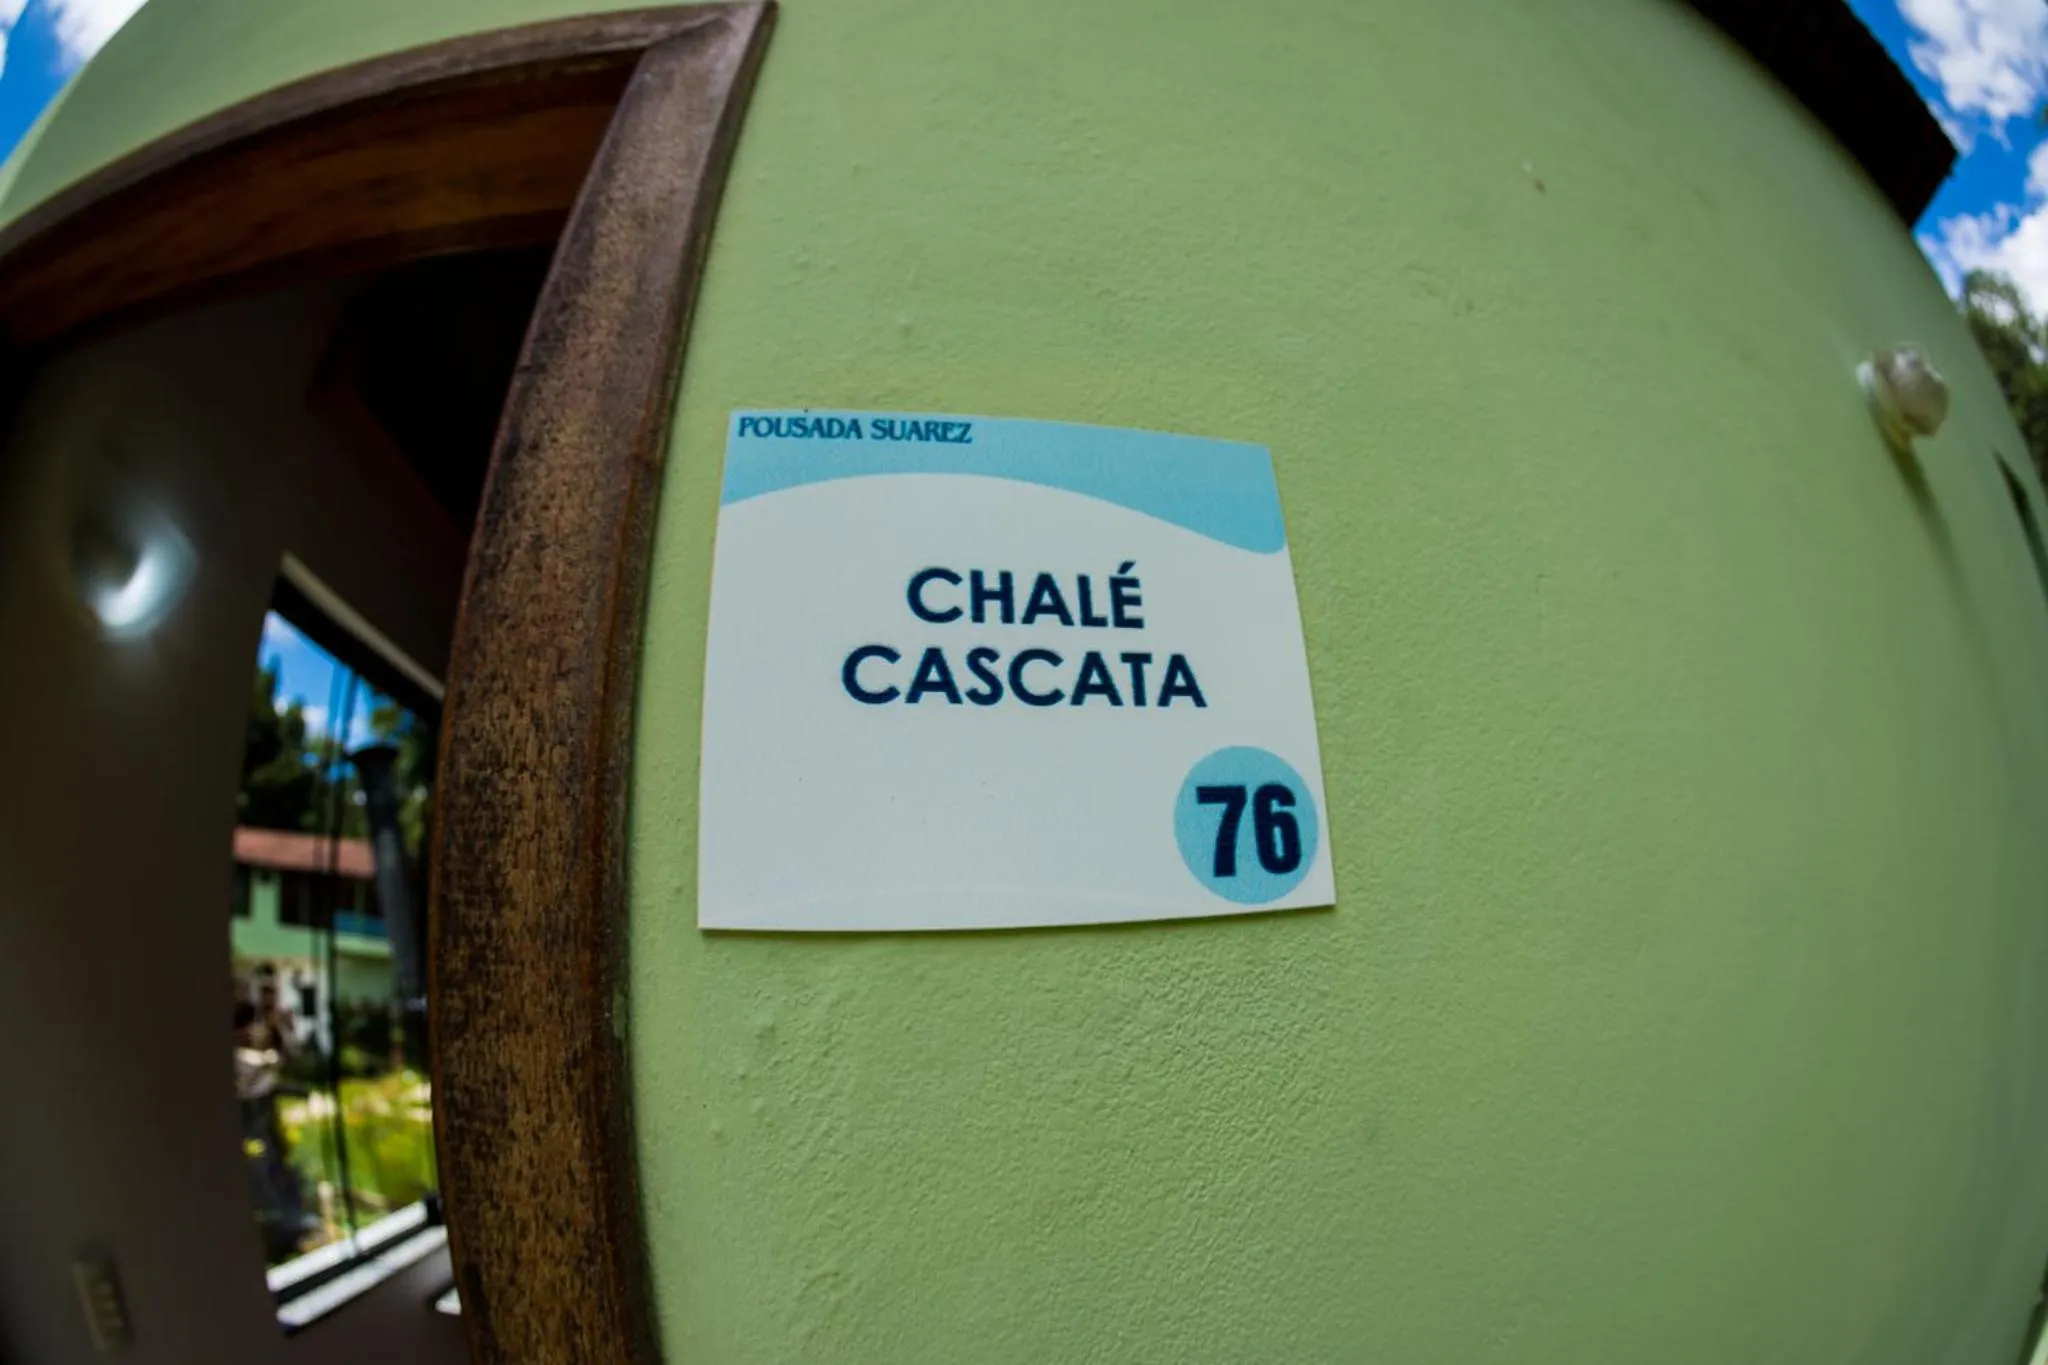 POUSADA SUAREZ
CHALÉ
CASCATA
76